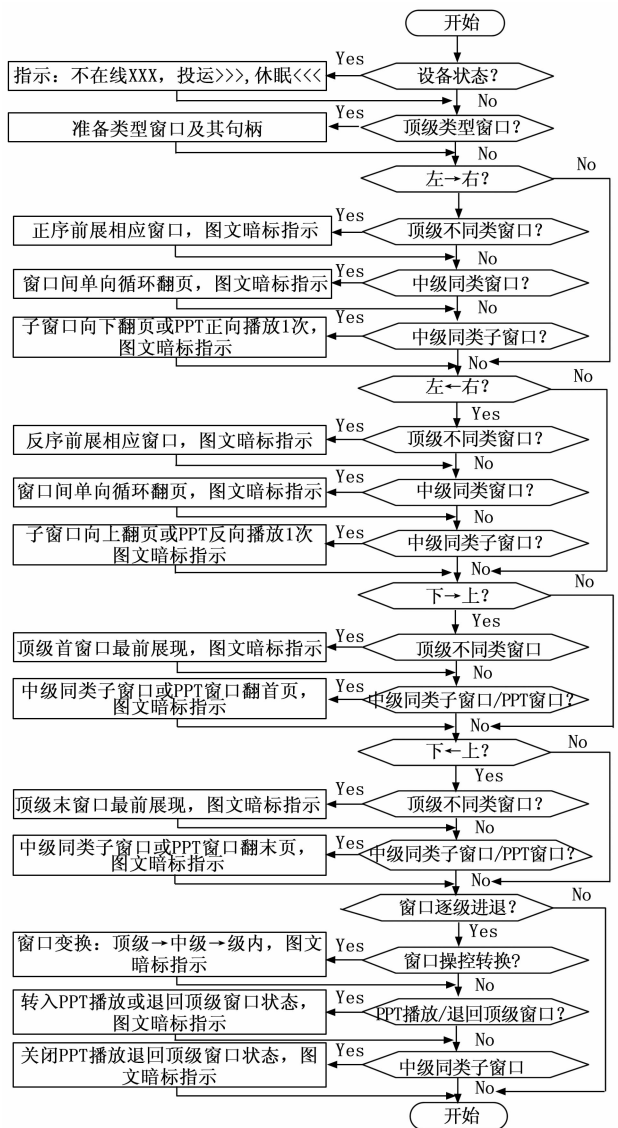 开始
Yes
指示：不在线XXX，投运>>>,休眠<<<
设备状态？
No
Yes
准备类型窗口及其句柄
顶级类型窗口？
No
No
左→右？
Yes
正序前展相应窗口，图文暗标指示
顶级不同类窗口？
No
Yes
窗口间单向循环翻页，图文暗标指示
中级同类窗口？
No
Yes
子窗口向下翻页或PPT正向播放1次，
图文暗标指示
中级同类子窗口？
No
No
左←右？
Yes
Yes
反序前展相应窗口，图文暗标指示
顶级不同类窗口？
No
Yes
窗口间单向循环翻页，图文暗标指示
中级同类窗口？
No
Yes
子窗口向上翻页或PPT反向播放1次
图文暗标指示
中级同类子窗口？
No
No
下→上？
Yes
Yes
顶级首窗口最前展现，图文暗标指示
顶级不同类窗口
No
Yes
中级同类子窗口或PPT窗口翻首页，
图文暗标指示
中级同类子窗口/PPT窗口？
No
No
下←上？
Yes
Yes
顶级末窗口最前展现，图文暗标指示
顶级不同类窗口？
No
Yes
中级同类子窗口或PPT窗口翻末页，
图文暗标指示
中级同类子窗口/PPT窗口？
No
No
窗口逐级进退？
Yes
Yes
窗口变换：顶级→中级→级内，图文
暗标指示
窗口操控转换?
No
Yes
转入PPT播放或退回顶级窗口状态，
图文暗标指示
PPT播放/退回顶级窗口？
No
Yes
关闭PPT播放退回顶级窗口状态，图
文暗标指示
中级同类子窗口
No
开始